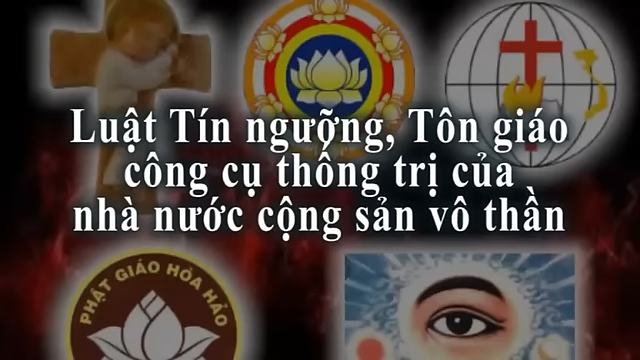 Luật Tín ngưỡng, Tôn giáo
công cụ thống trị của
nhà nước cộng sản vô thần
PHẬT GIÁO HÒA HẢO